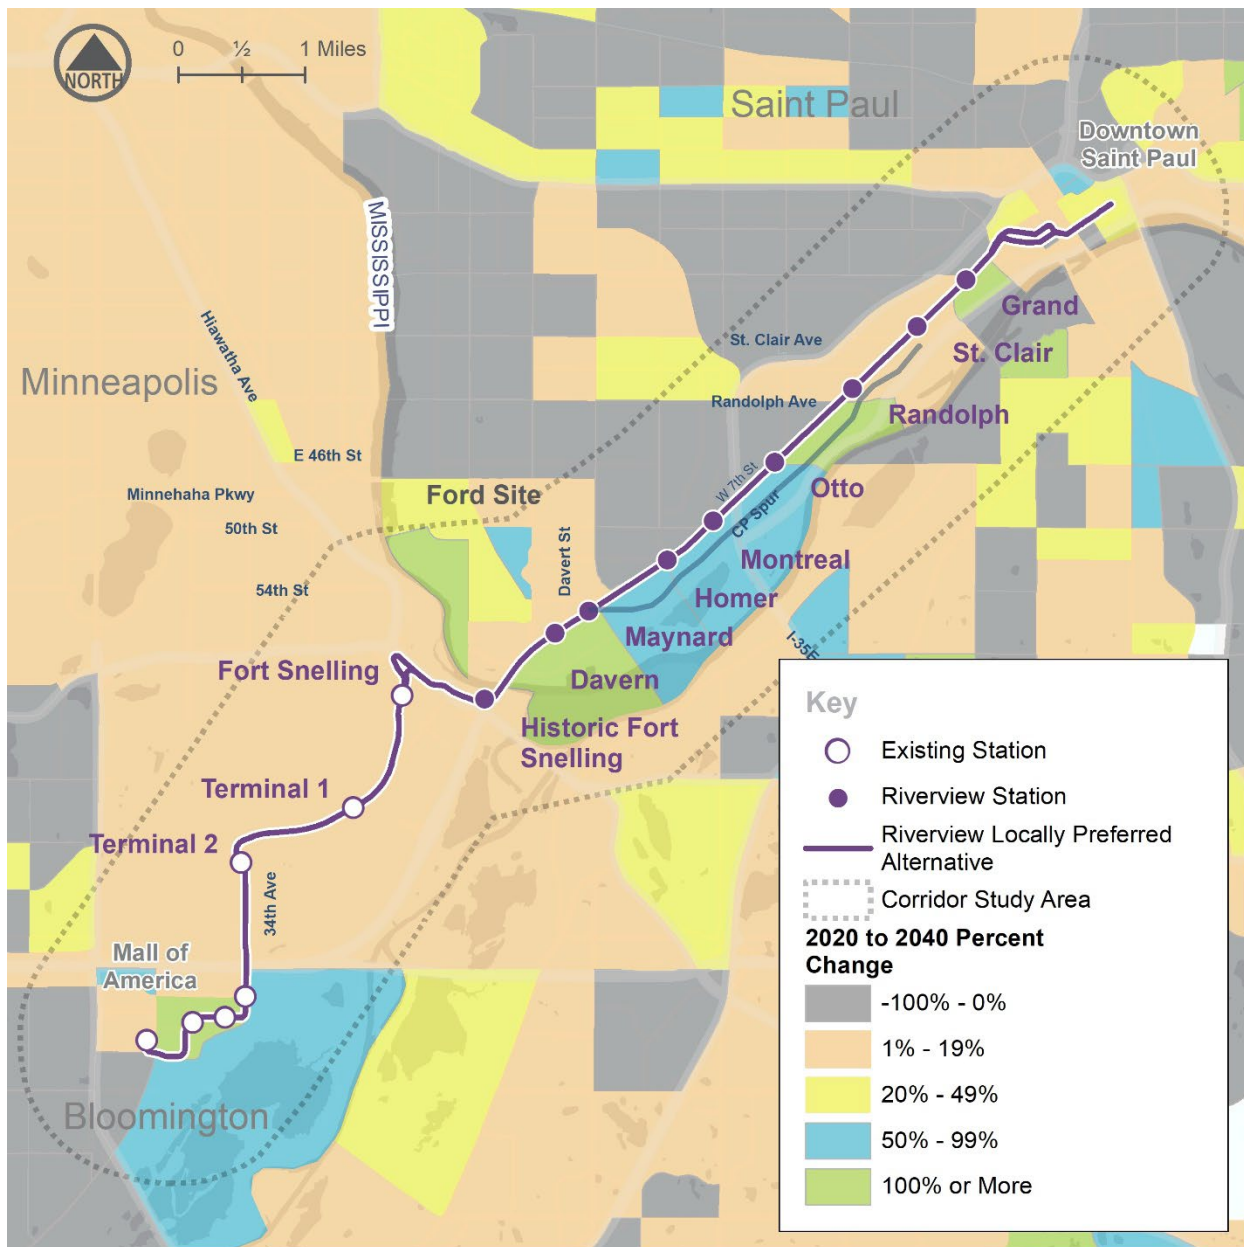 NORTH
0 ½ 1 Miles
Saint Paul
Downtown
Saint Paul
MISSISSIPPI
Hiawatha Ave
Grand
St. Clair Ave
St. Clair
Minneapolis
Randolph Ave
Randolph
E 46th St
W 7th St
Otto
Minnehaha Pkwy
Ford Site
50th St
CP Spur
Davert St
Montreal
54th St
Homer
Maynard
I-35E
Fort Snelling
Davern
Historic Fort
Snelling
Terminal 1
Terminal 2
34th Ave
Mall of
America
Bloomington
Key
Existing Station
Riverview Station
Riverview Locally Preferred
Alternative
Corridor Study Area
2020 to 2040 Percent
Change
-100% - 0%
1% - 19%
20% - 49%
50% - 99%
100% or More